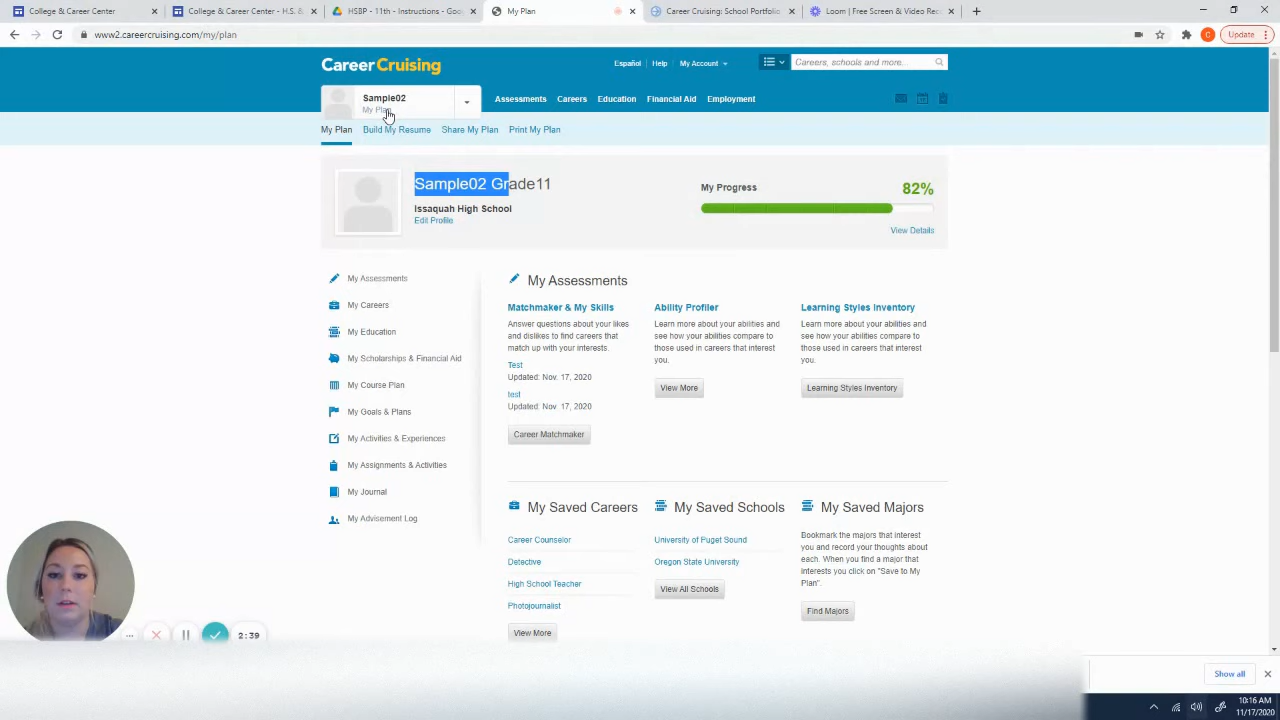 College & Career Center
College & Career Center - H.S. &
HSBP - 11th - Instructions - Goog
My Plan
Career Cruising: School Portfolio
Loom | Free Screen & Video Rec
www2.careercruising.com/my/plan
C
Update
CareerCruising
Español
Help
My Account
Careers, schools and more...
Sample02
My Plan
Assessments
Careers
Education
Financial Aid
Employment
My Plan
Build My Resume
Share My Plan
Print My Plan
Sample02 Grade11
Issaquah High School
Edit Profile
My Progress
82%
View Details
My Assessments
My Careers
My Education
My Scholarships & Financial Aid
My Course Plan
My Goals & Plans
My Activities & Experiences
My Assignments & Activities
My Journal
My Advisement Log
My Assessments
Matchmaker & My Skills
Answer questions about your likes
and dislikes to find careers that
match up with your interests.
Test
Updated: Nov. 17, 2020
test
Updated: Nov. 17, 2020
Career Matchmaker
Ability Profiler
Learn more about your abilities and
see how your abilities compare to
those used in careers that interest
you.
View More
Learning Styles Inventory
Learn more about your abilities and
see how your abilities compare to
those used in careers that interest
you.
Learning Styles Inventory
My Saved Careers
Career Counselor
Detective
High School Teacher
Photojournalist
View More
My Saved Schools
University of Puget Sound
Oregon State University
View All Schools
My Saved Majors
Bookmark the majors that interest
you and record your thoughts about
each. When you find a major that
interests you click on "Save to My
Plan".
Find Majors
2:39
Show all
10:16 AM
11/17/2020